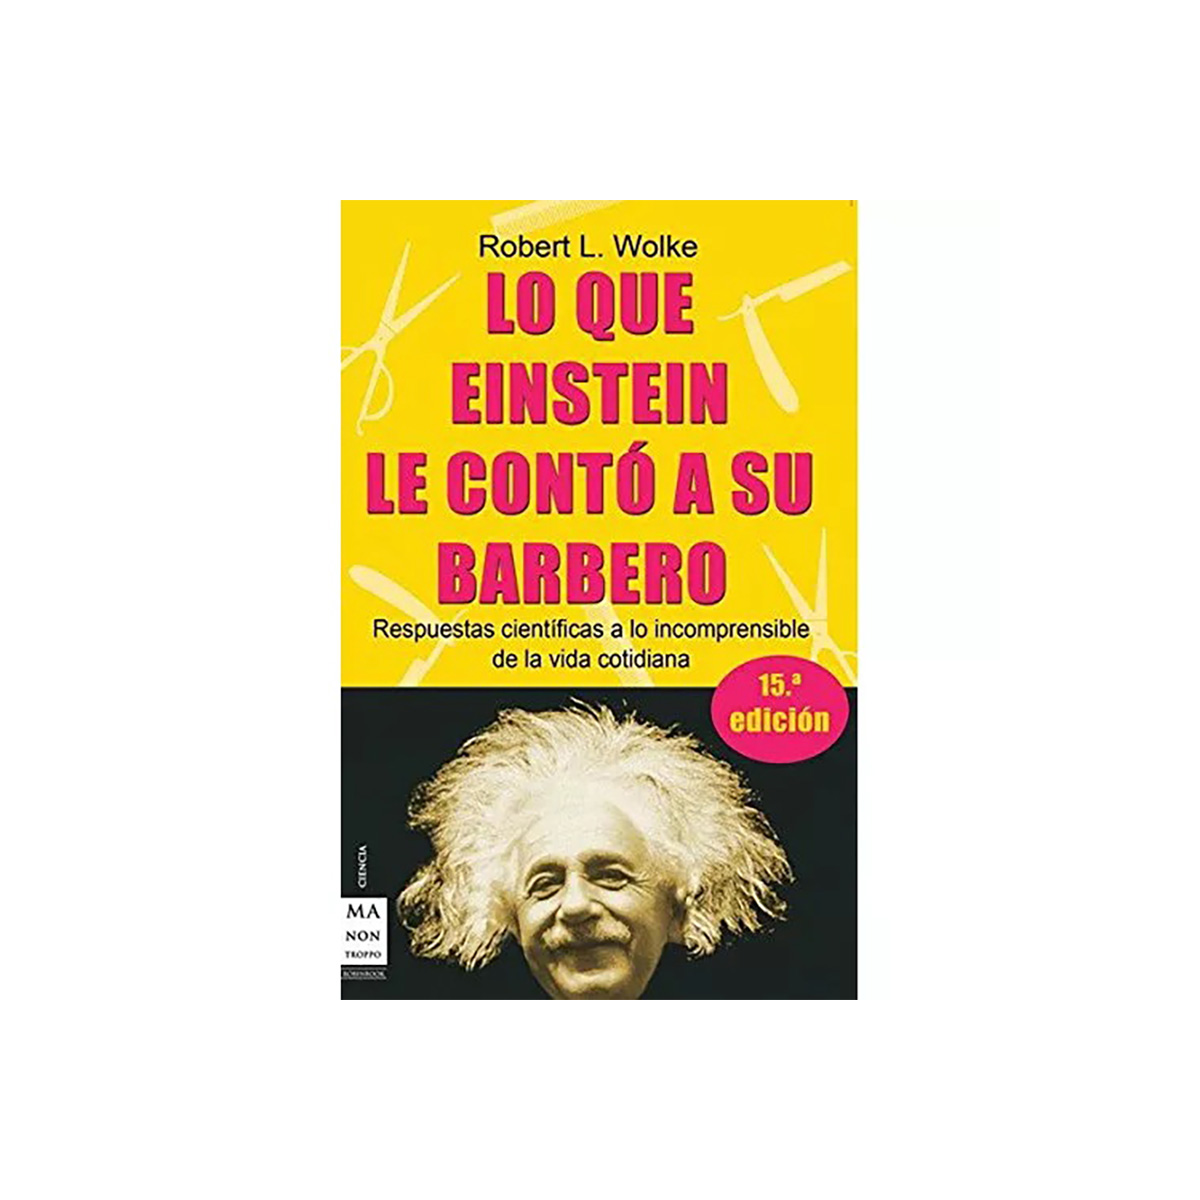 Robert L. Wolke
LO QUE
EINSTEIN
LE CONTÓ A SU
BARBERO
Respuestas científicas a lo incomprensible
de la vida cotidiana
15.ª
edición
CIENCIA
MA
NON
TROPPO
ROBINBOOK